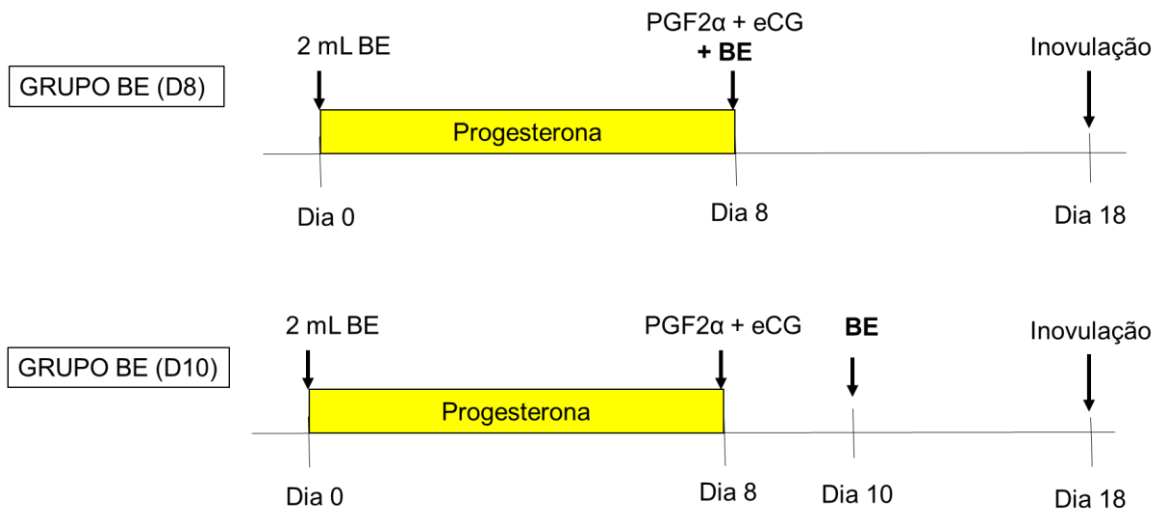 2 mL BE
PGF2α + eCG
+ BE
Inovulação
GRUPO BE (D8)
Progesterona
Dia 0
Dia 8
Dia 18
2 mL BE
PGF2α + eCG
BE
Inovulação
GRUPO BE (D10)
Progesterona
Dia 0
Dia 8
Dia 10
Dia 18